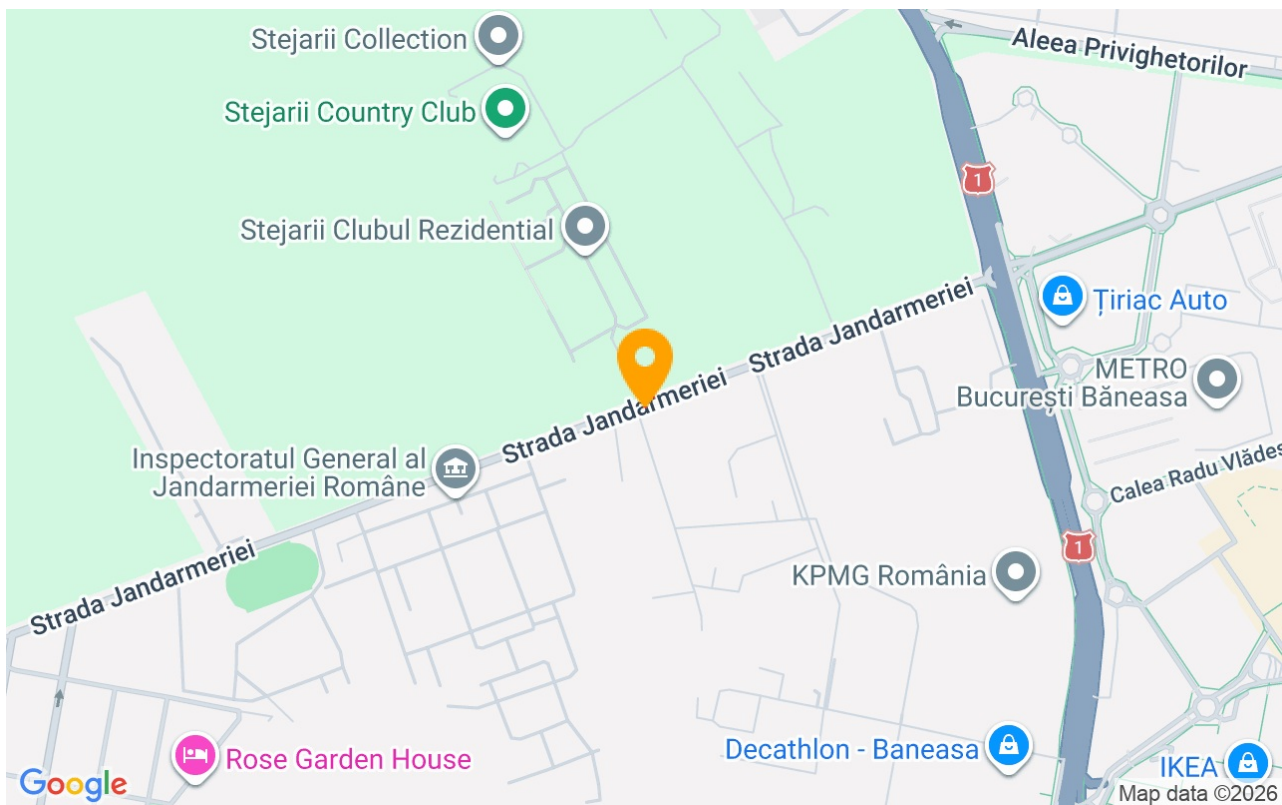 Stejarii Collection
Aleea Privighetorilor
Stejarii Country Club
1
Stejarii Clubul Rezidential
Strada Jandarmeriei
Țiriac Auto
METRO
București Băneasa
Strada Jandarmeriei
Inspectoratul General al
Jandarmeriei Române
Calea Radu Vlădes
1
KPMG România
Strada Jandarmeriei
Decathlon - Baneasa
Rose Garden House
IKEA
Google
Map data ©2026